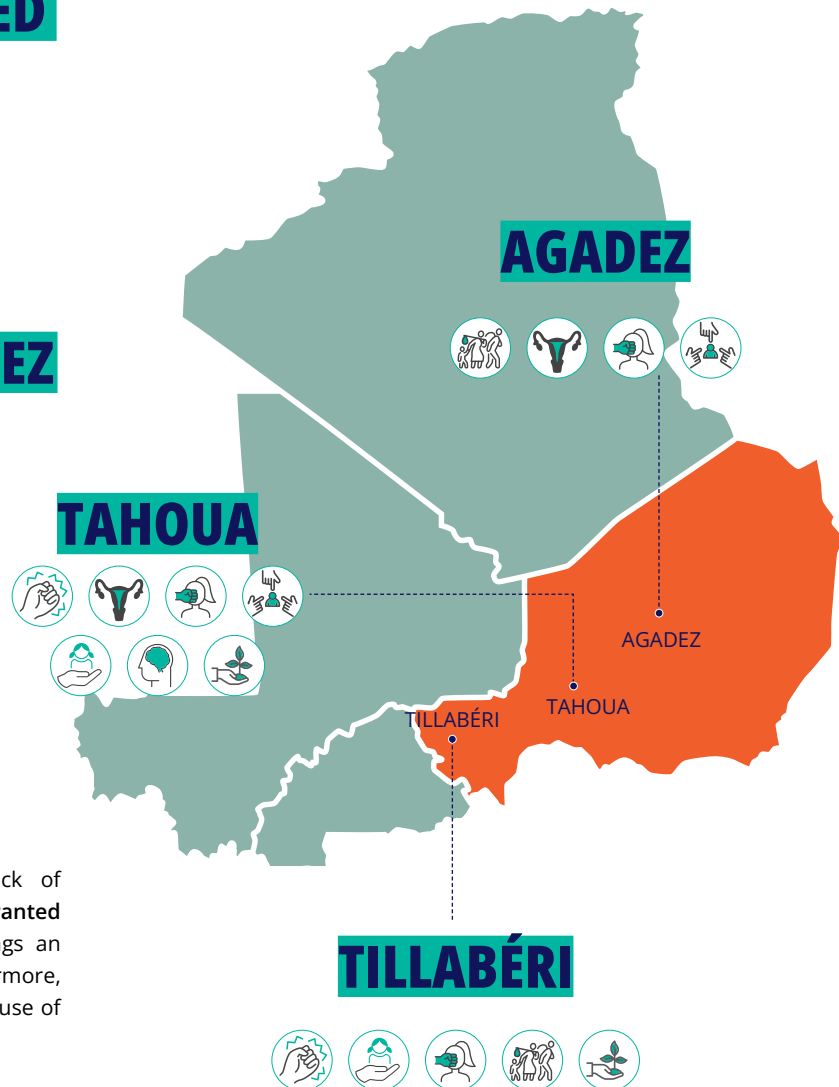 ED
AGADEZ
EZ
TAHOUA
AGADEZ
TAHOUA
TILLABÉRI
ck of
anted
gs an
rmore,
use of
TILLABÉRI